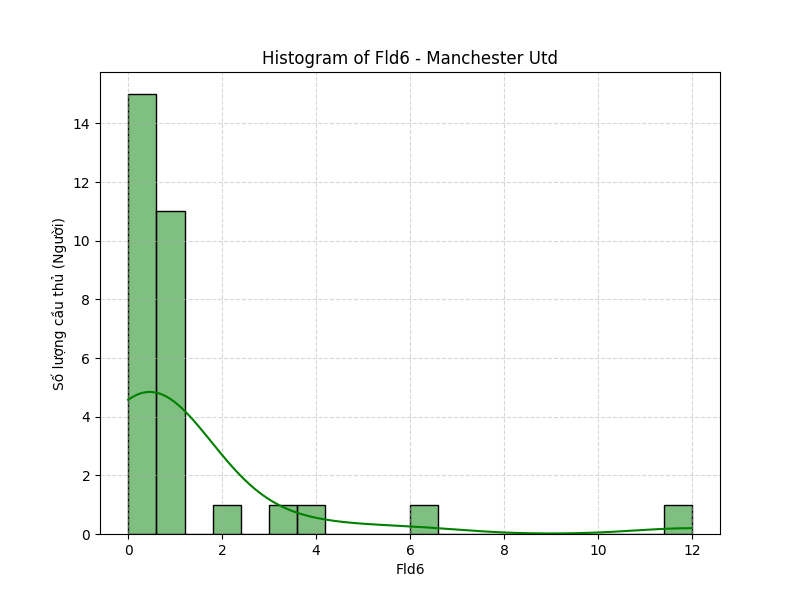 Histogram of Fld6 - Manchester Utd
14
12
10
8
6
4
2
0
Số lượng cầu thủ (Người)
0 2 4 6 8 10 12
Fld6